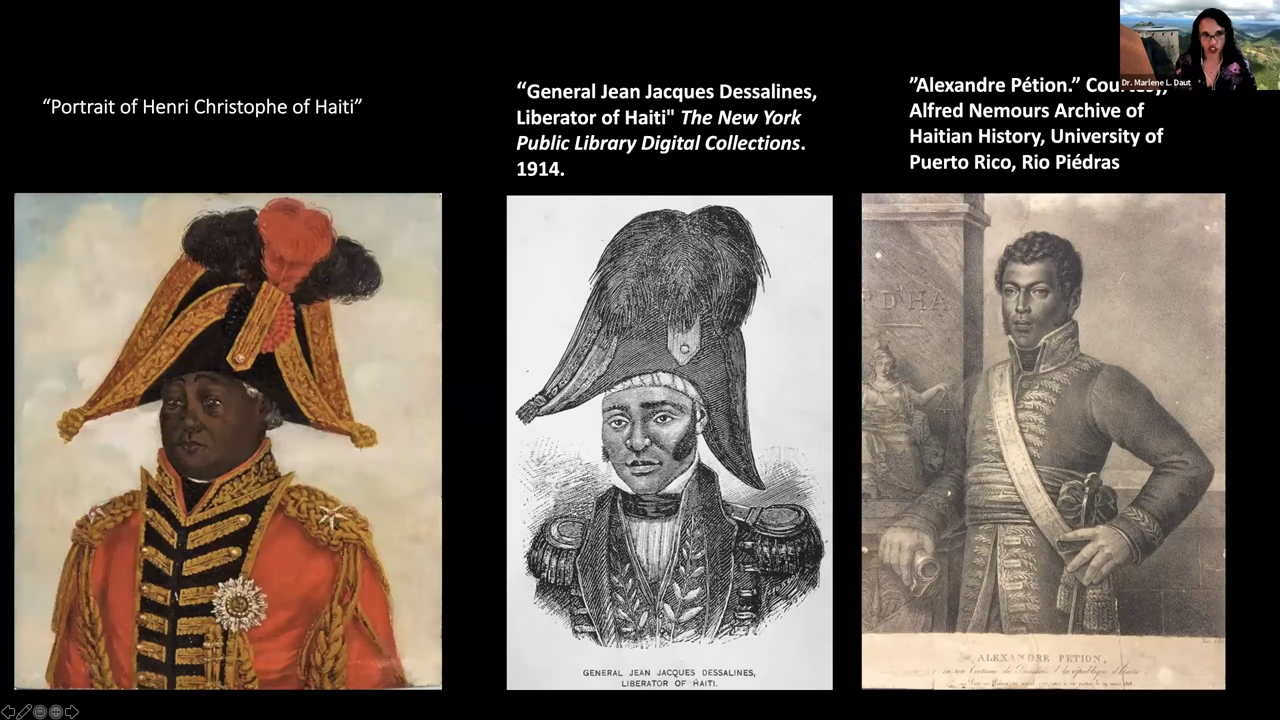 “Portrait of Henri Christophe of Haiti”
“General Jean Jacques Dessalines,
Liberator of Haiti" The New York
Public Library Digital Collections.
1914.
”Alexandre Pétion.”
Alfred Nemours Archive of
Haitian History, University of
Puerto Rico, Rio Piédras
Dr. Marlene L. Daut
GENERAL JEAN JACQUES DESSALINES,
LIBERATOR OF HAITI.
ALEXANDRE PETION,